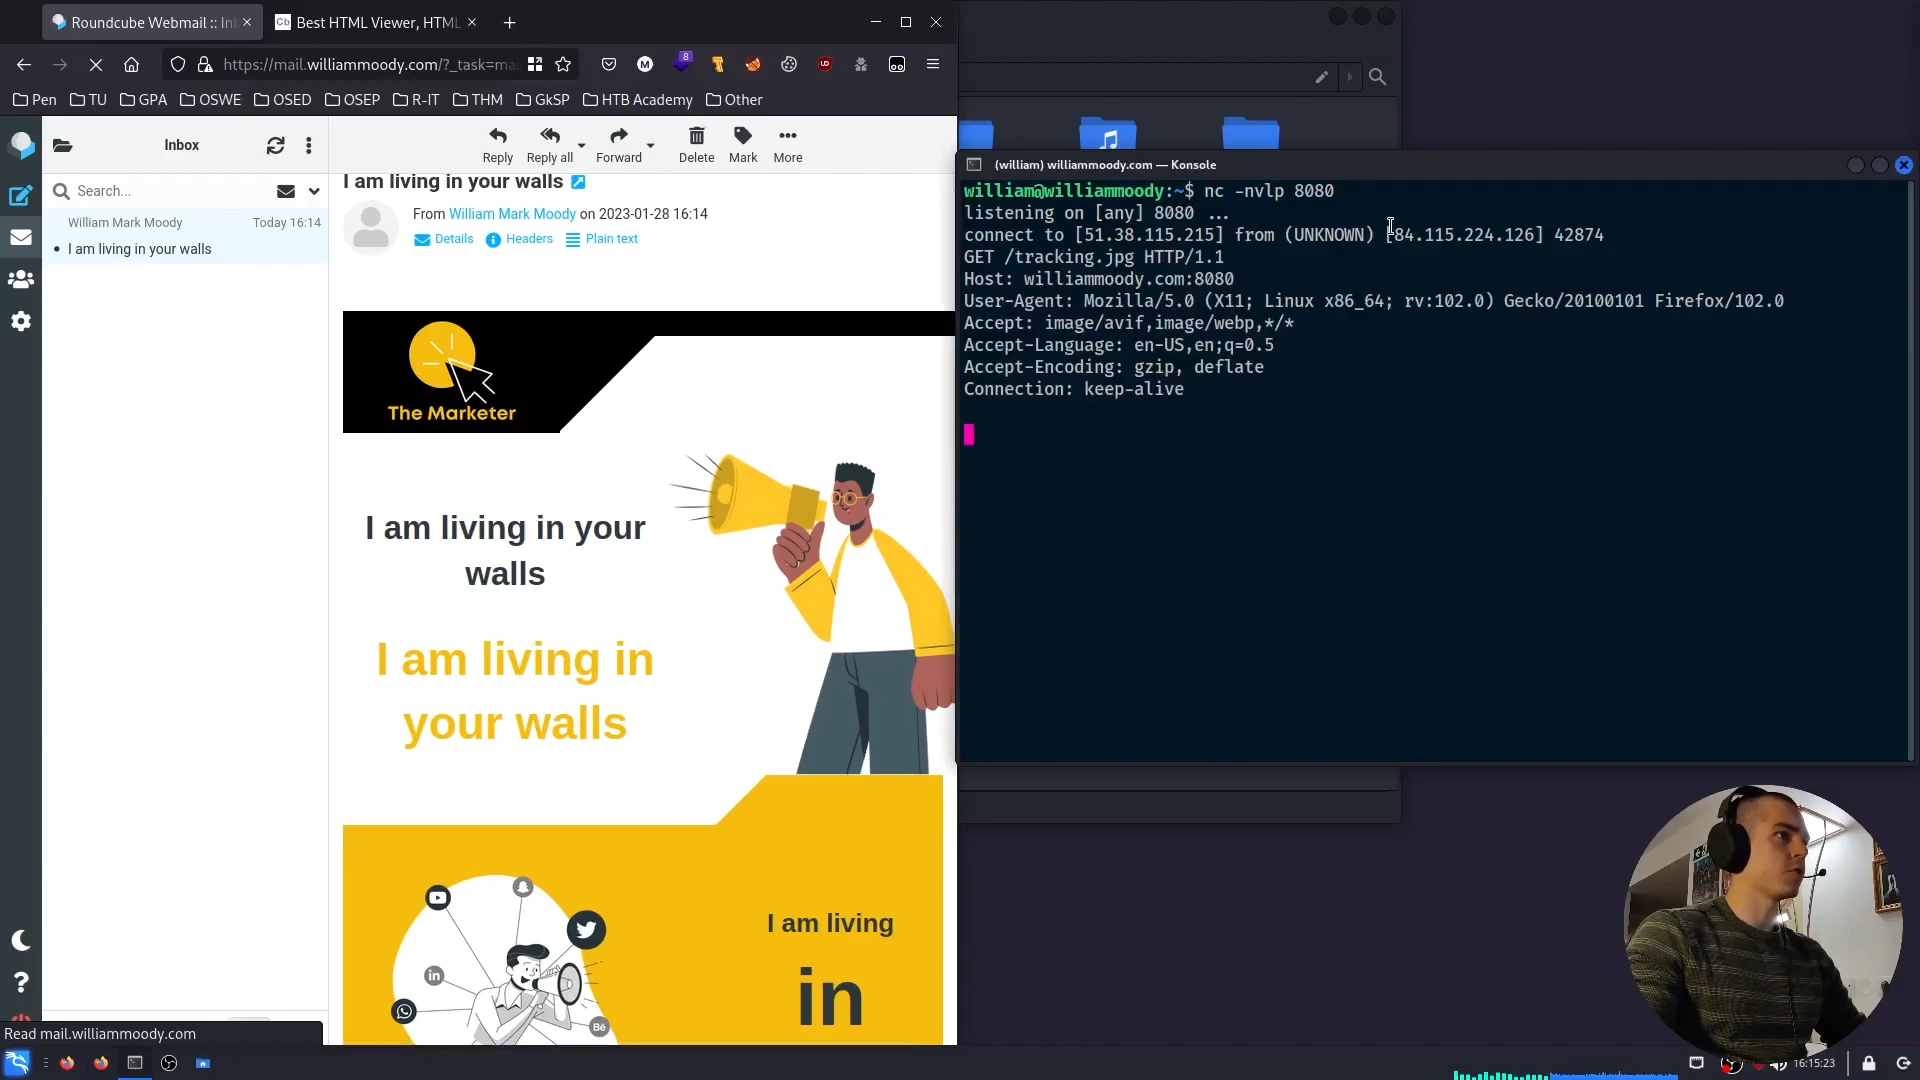 Roundcube Webmail :: In
Best HTML Viewer, HTML
https://mail.williammoody.com/?_task=ma
8
Pen
TU
GPA
OSWE
OSED
OSEP
R-IT
THM
GkSP
HTB Academy
Other
Inbox
Search...
William Mark Moody
Today 16:14
I am living in your walls
Reply
Reply all
Forward
Delete
Mark
More
I am living in your walls
From William Mark Moody on 2023-01-28 16:14
Details
Headers
Plain text
The Marketer
I am living in your
walls
I am living in
your walls
I am living
in
in
Bē
Read mail.williammoody.com
(william) williammoody.com — Konsole
william@williammoody:~$ nc -nvlp 8080
listening on [any] 8080 ...
connect to [51.38.115.215] from (UNKNOWN) [84.115.224.126] 42874
GET /tracking.jpg HTTP/1.1
Host: williammoody.com:8080
User-Agent: Mozilla/5.0 (X11; Linux x86_64; rv:102.0) Gecko/20100101 Firefox/102.0
Accept: image/avif,image/webp,*/*
Accept-Language: en-US,en;q=0.5
Accept-Encoding: gzip, deflate
Connection: keep-alive
16:15:23